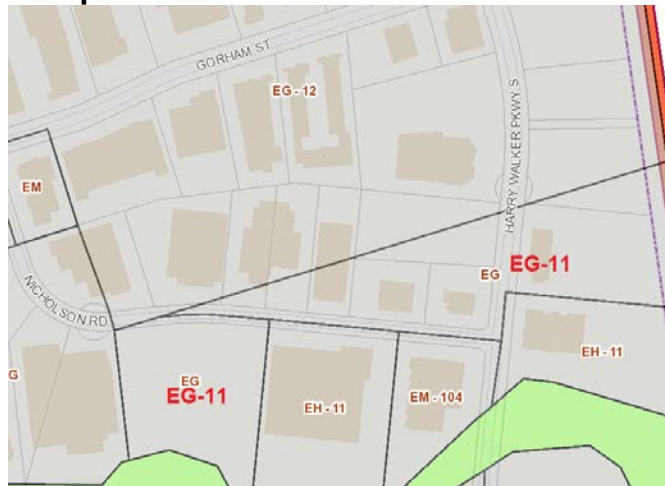 GORHAM ST
EG - 12
HARRY WALKER PKWY S
EM
EG
EG-11
NICHOLSON RD
EH - 11
G
EG
EG-11
EM - 104
EH - 11